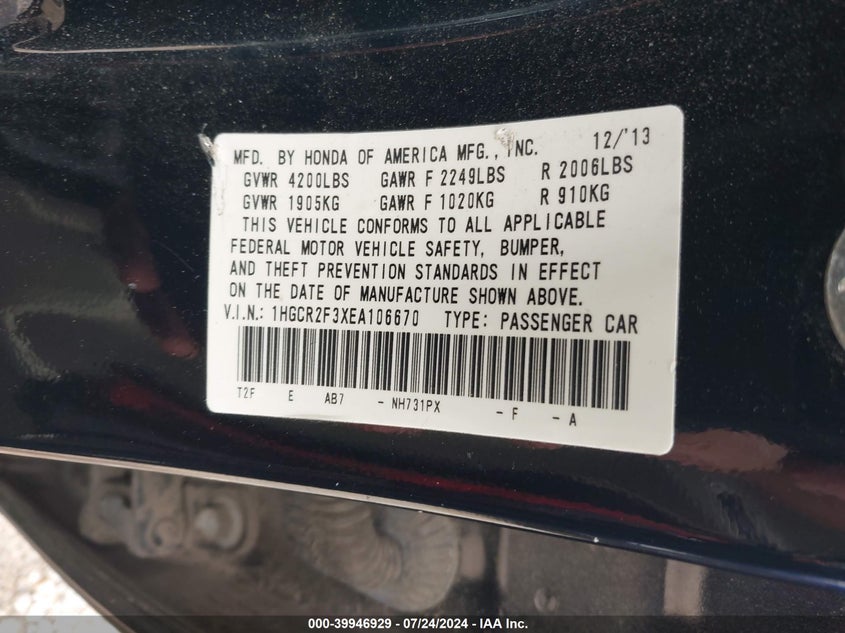 MFD. BY HONDA OF AMERICA MFG., INC. 12/'13
GVWR 4200LBS GAWR F 2249LBS R 2006LBS
GVWR 1905KG GAWR F 1020KG R 910KG
THIS VEHICLE CONFORMS TO ALL APPLICABLE
FEDERAL MOTOR VEHICLE SAFETY, BUMPER,
AND THEFT PREVENTION STANDARDS IN EFFECT
ON THE DATE OF MANUFACTURE SHOWN ABOVE.
V.I.N.: 1HGCR2F3XEA106670 TYPE: PASSENGER CAR
T2F E AB7 - NH731PX - F - A
000-39946929 / 07/24/2024 - IAA Inc.